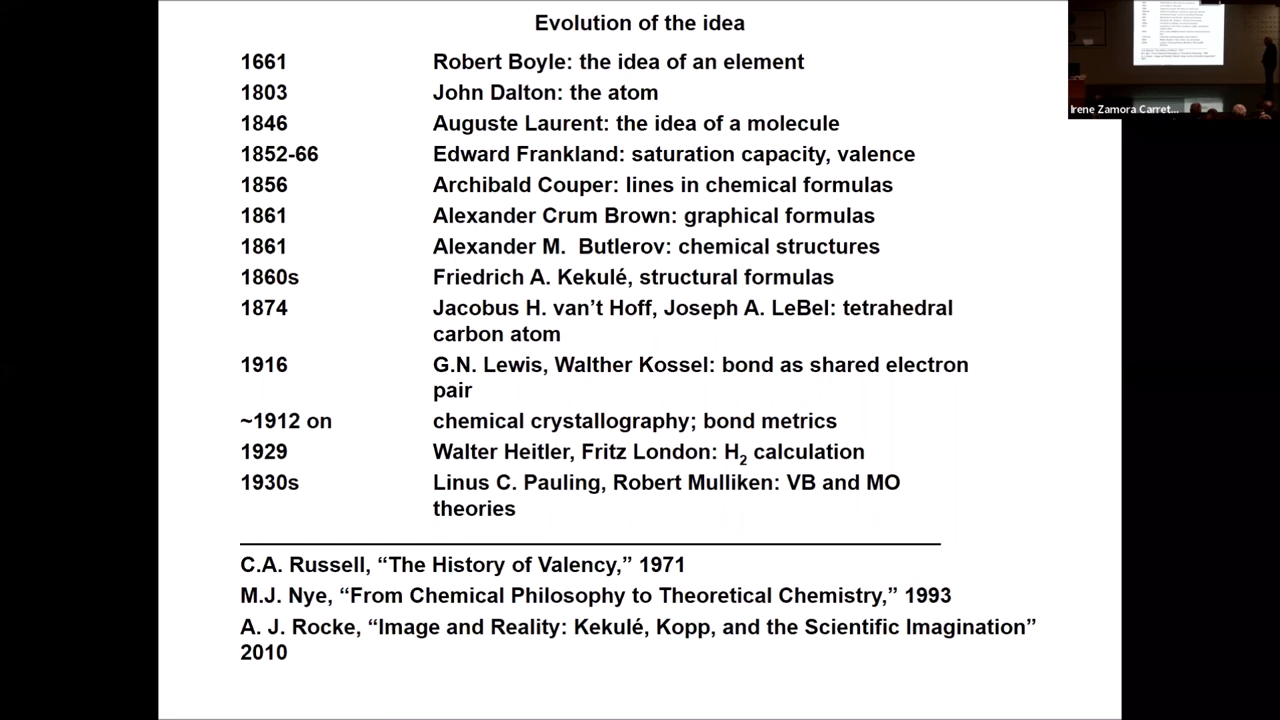 Evolution of the idea
1661 Robert Boyle: the idea of an element
1803 John Dalton: the atom
1846 Auguste Laurent: the idea of a molecule
1852-66 Edward Frankland: saturation capacity, valence
1856 Archibald Couper: lines in chemical formulas
1861 Alexander Crum Brown: graphical formulas
1861 Alexander M.  Butlerov: chemical structures
1860s Friedrich A. Kekulé, structural formulas
1874 Jacobus H. van’t Hoff, Joseph A. LeBel: tetrahedral
carbon atom
1916 G.N. Lewis, Walther Kossel: bond as shared electron
pair
~1912 on chemical crystallography; bond metrics
1929 Walter Heitler, Fritz London: H₂ calculation
1930s Linus C. Pauling, Robert Mulliken: VB and MO
theories
C.A. Russell, “The History of Valency,” 1971
M.J. Nye, “From Chemical Philosophy to Theoretical Chemistry,” 1993
A. J. Rocke, “Image and Reality: Kekulé, Kopp, and the Scientific Imagination”
2010
Irene Zamora Carret...